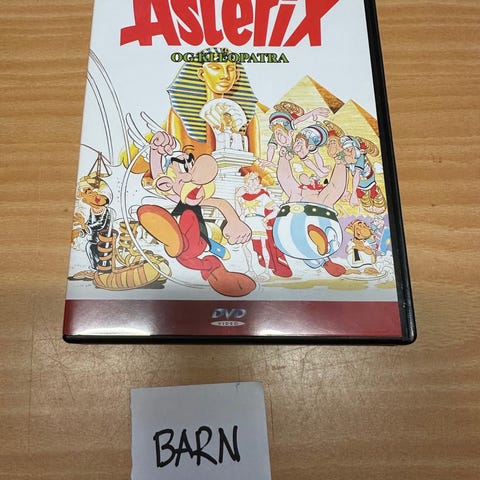 Asterix
OG KLEOPATRA
DVD
VIDEO
BARN